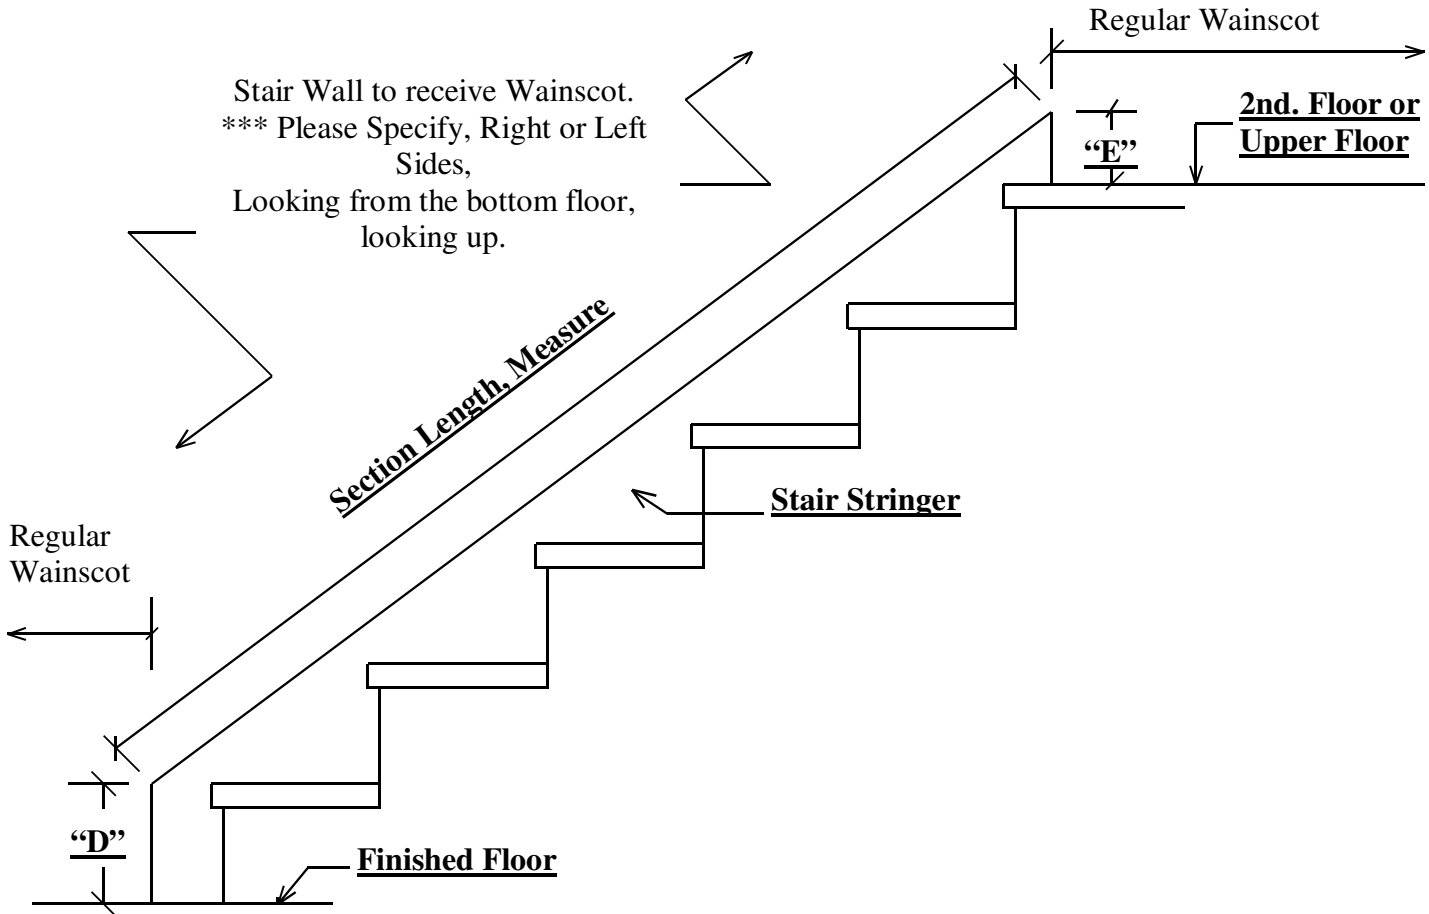 Regular Wainscot
Stair Wall to receive Wainscot.
*** Please Specify, Right or Left
Sides,
Looking from the bottom floor,
looking up.
2nd. Floor or
Upper Floor
“E”
Section Length, Measure
Stair Stringer
Regular
Wainscot
“D”
Finished Floor